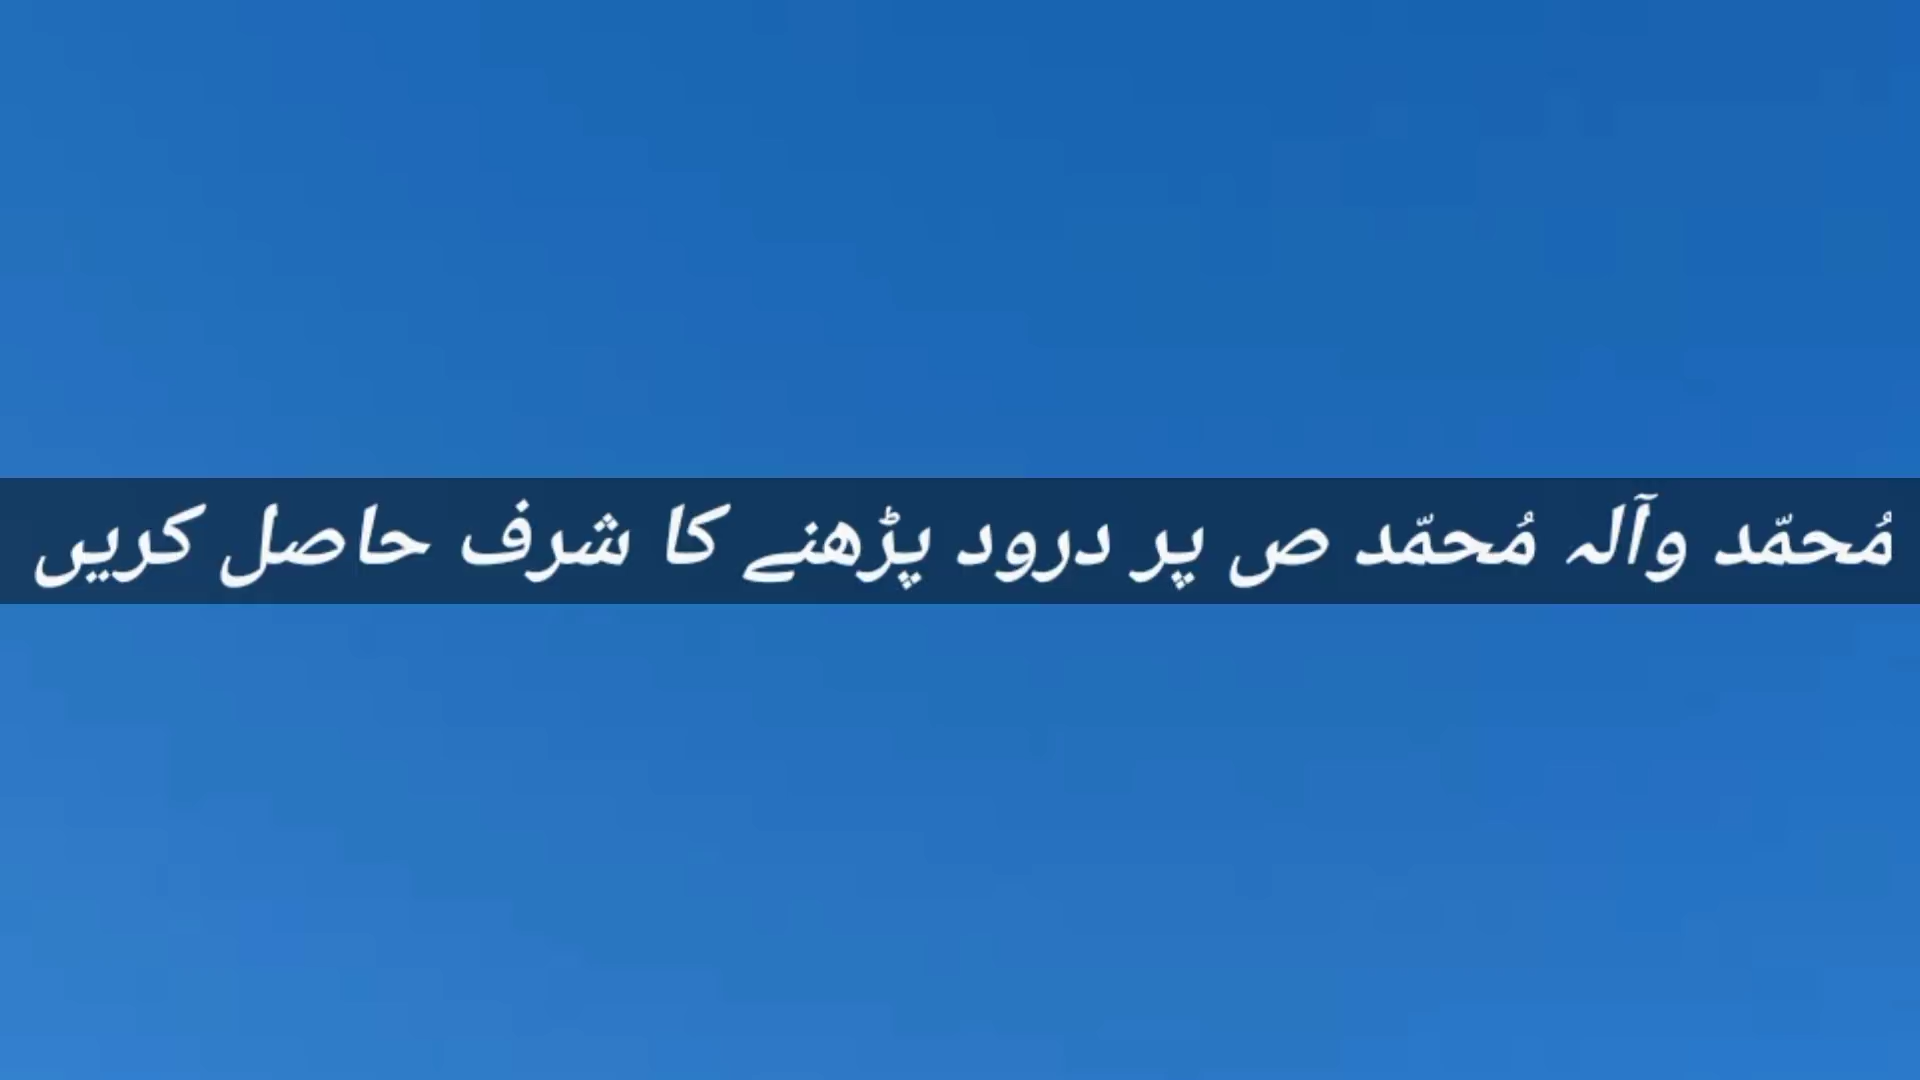 مُحمّد وآلہ مُحمّد ص پر درود پڑھنے کا شرف حاصل کریں